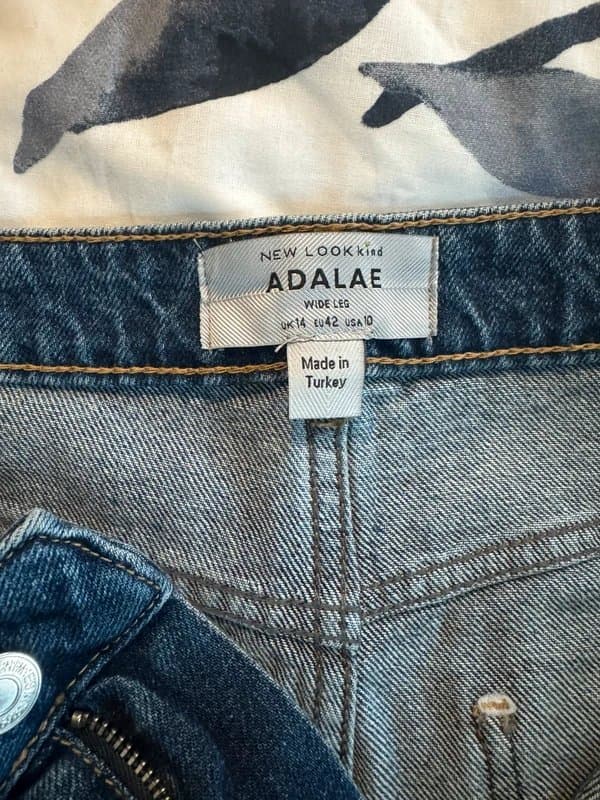 NEW LOOK kind
ADALAE
WIDE LEG
UK14 EU42 USA10
Made in
Turkey